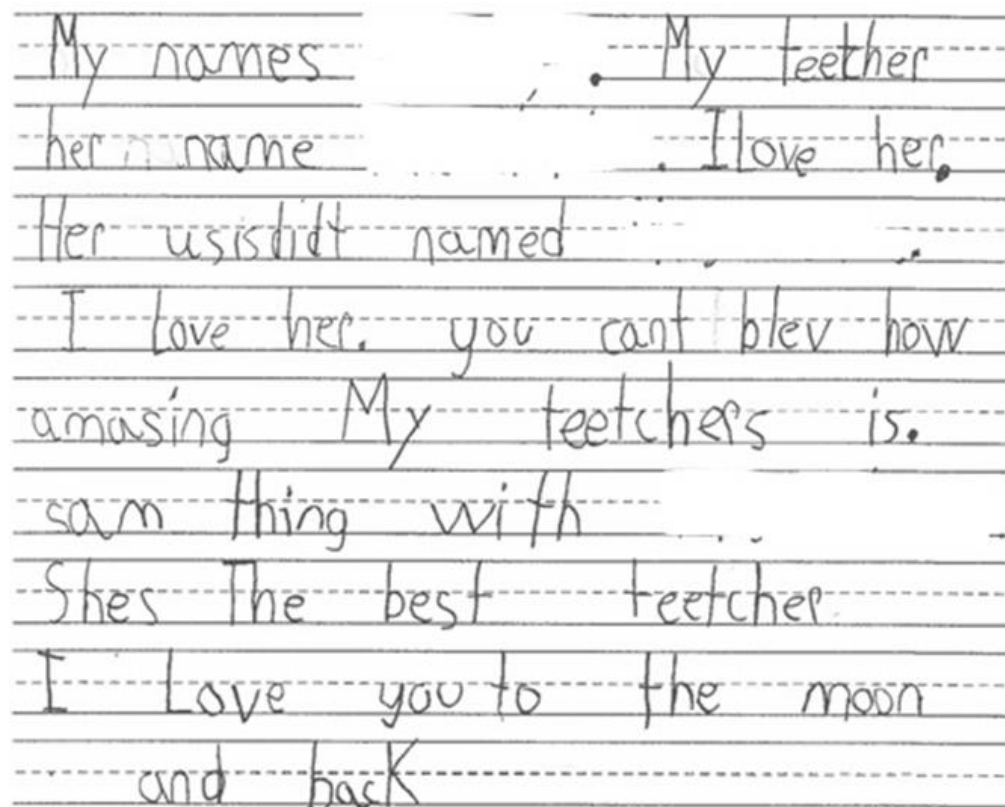 My names . My teether
her name . I love her.
Her usisdidt named
I Love her. you cant blev how
amasing My teetchers is.
sam thing with
Shes The best teetcher
I Love you to the moon
and back